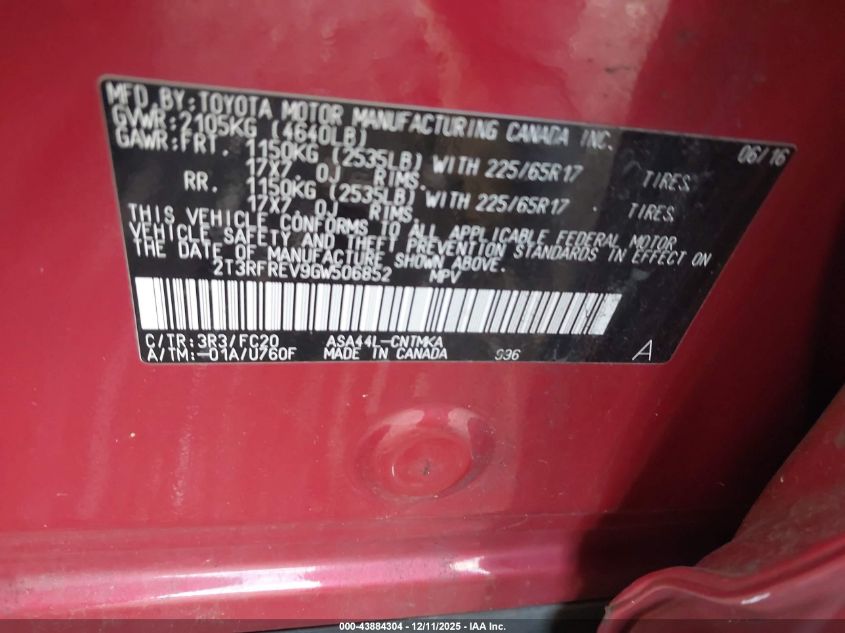 MFD. BY: TOYOTA MOTOR MANUFACTURING CANADA INC.
GVWR: 2105KG (4640LB) 06/16
GAWR: FRT. 1150KG (2535LB) WITH 225/65R17 TIRES
17X7.0J RIMS.
RR. 1150KG (2535LB) WITH 225/65R17 TIRES
17X7.0J RIMS.
THIS VEHICLE CONFORMS TO ALL APPLICABLE FEDERAL MOTOR
VEHICLE SAFETY AND THEFT PREVENTION STANDARDS IN EFFECT ON
THE DATE OF MANUFACTURE SHOWN ABOVE.
2T3RFREV9GW506852 MPV
C/TR: 3R3/FC20 ASA44L-CNTMKA
A/TM: -01A/U760F MADE IN CANADA A
000-43884304 - 12/11/2025 - IAA Inc.